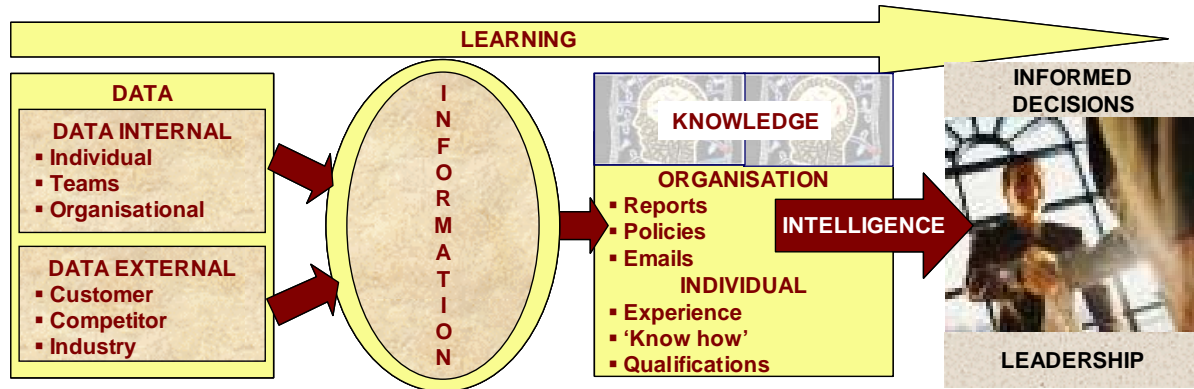 LEARNING
DATA
DATA INTERNAL
▪ Individual
▪ Teams
▪ Organisational
DATA EXTERNAL
▪ Customer
▪ Competitor
▪ Industry
INFORMATION
KNOWLEDGE
ORGANISATION
▪ Reports
▪ Policies
▪ Emails
INDIVIDUAL
▪ Experience
▪ ‘Know how’
▪ Qualifications
INTELLIGENCE
INFORMED
DECISIONS
LEADERSHIP